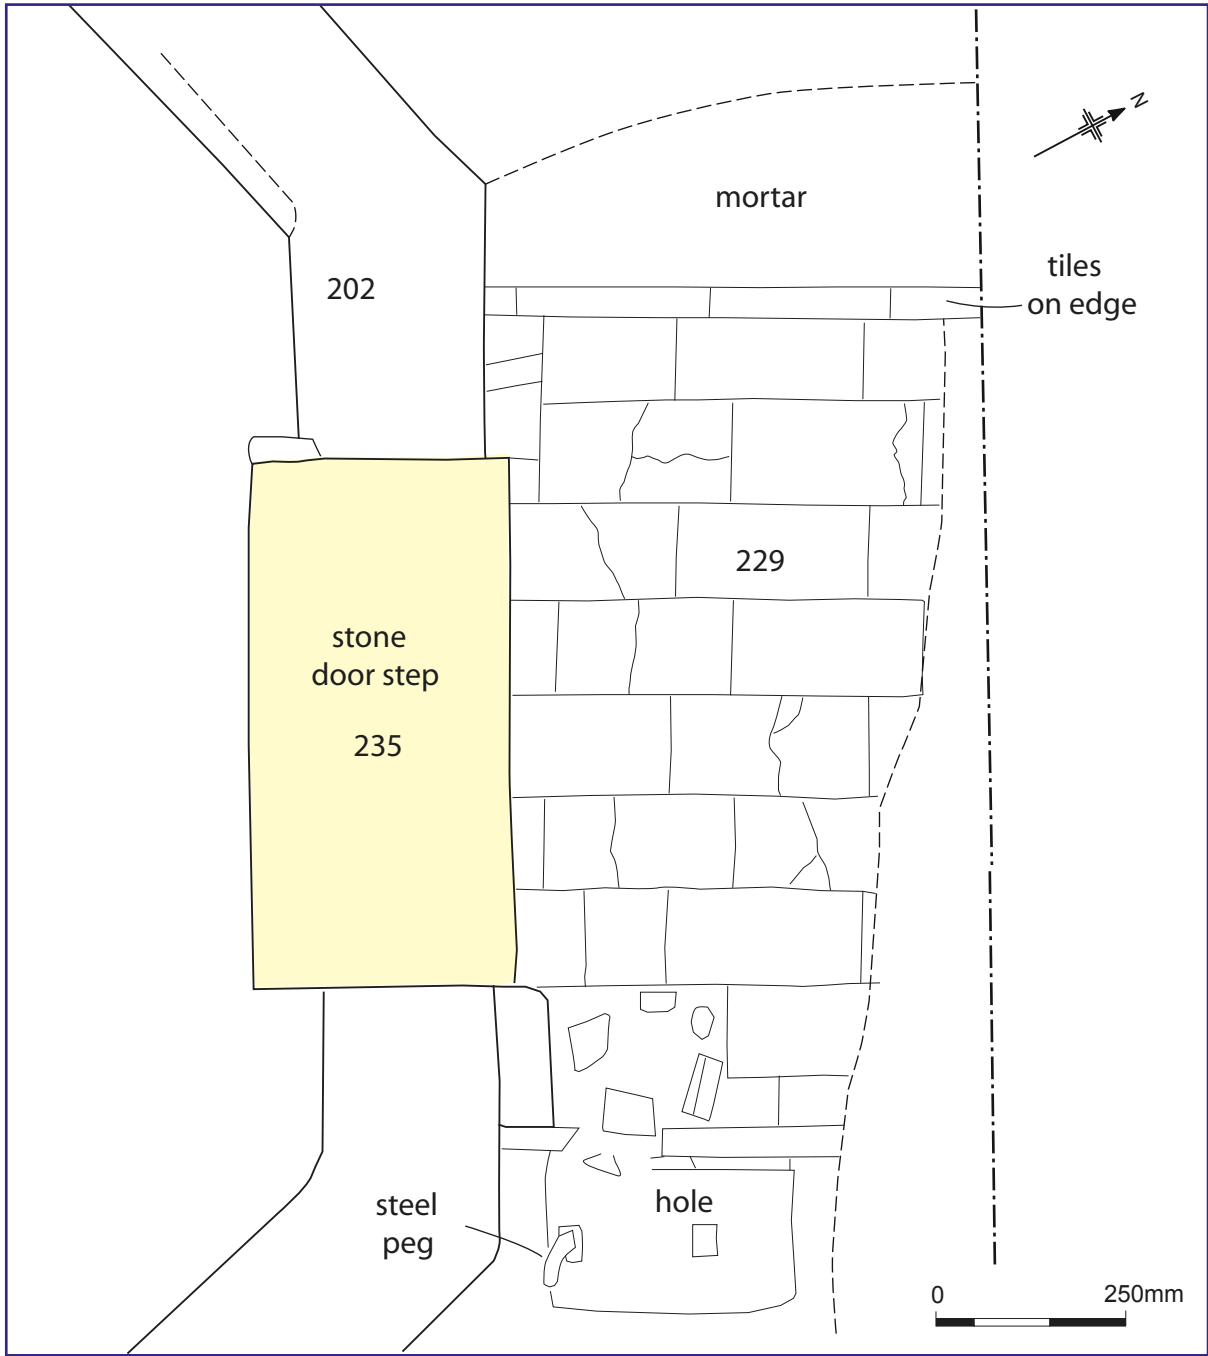 N
mortar
tiles
on edge
202
229
stone
door step
235
steel
peg
hole
0
250mm